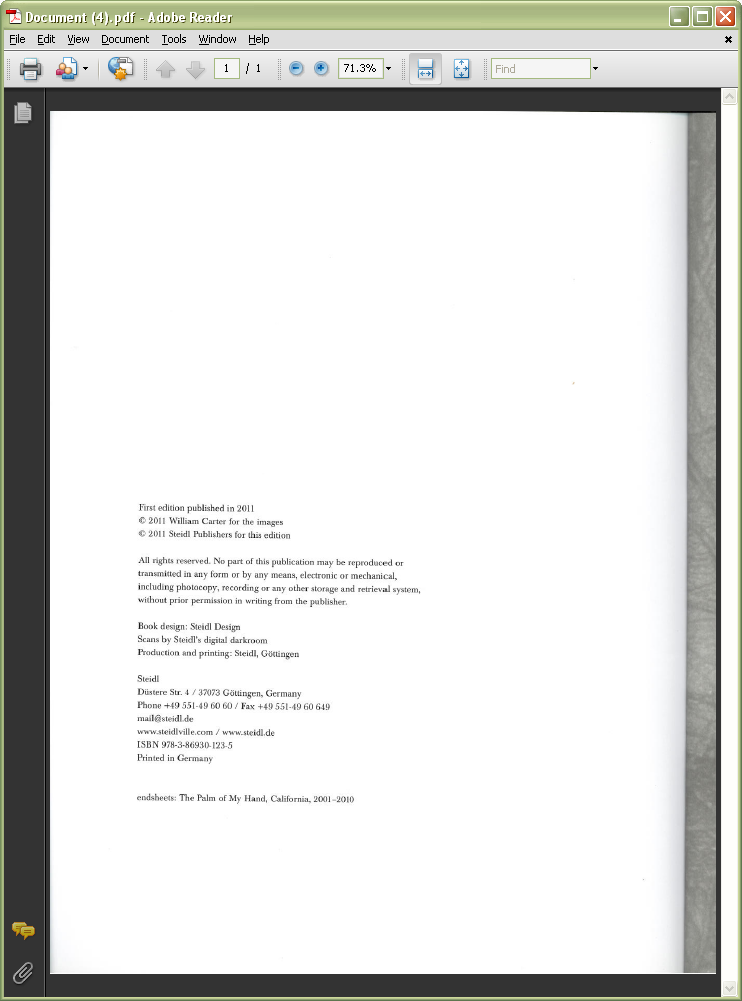 Document (4).pdf - Adobe Reader
File Edit View Document Tools Window Help
1 / 1 71.3% Find
First edition published in 2011
© 2011 William Carter for the images
© 2011 Steidl Publishers for this edition
All rights reserved. No part of this publication may be reproduced or
transmitted in any form or by any means, electronic or mechanical,
including photocopy, recording or any other storage and retrieval system,
without prior permission in writing from the publisher.
Book design: Steidl Design
Scans by Steidl's digital darkroom
Production and printing: Steidl, Göttingen
Steidl
Düstere Str. 4 / 37073 Göttingen, Germany
Phone +49 551-49 60 60 / Fax +49 551-49 60 649
mail@steidl.de
www.steidlville.com / www.steidl.de
ISBN 978-3-86930-123-5
Printed in Germany
endsheets: The Palm of My Hand, California, 2001–2010